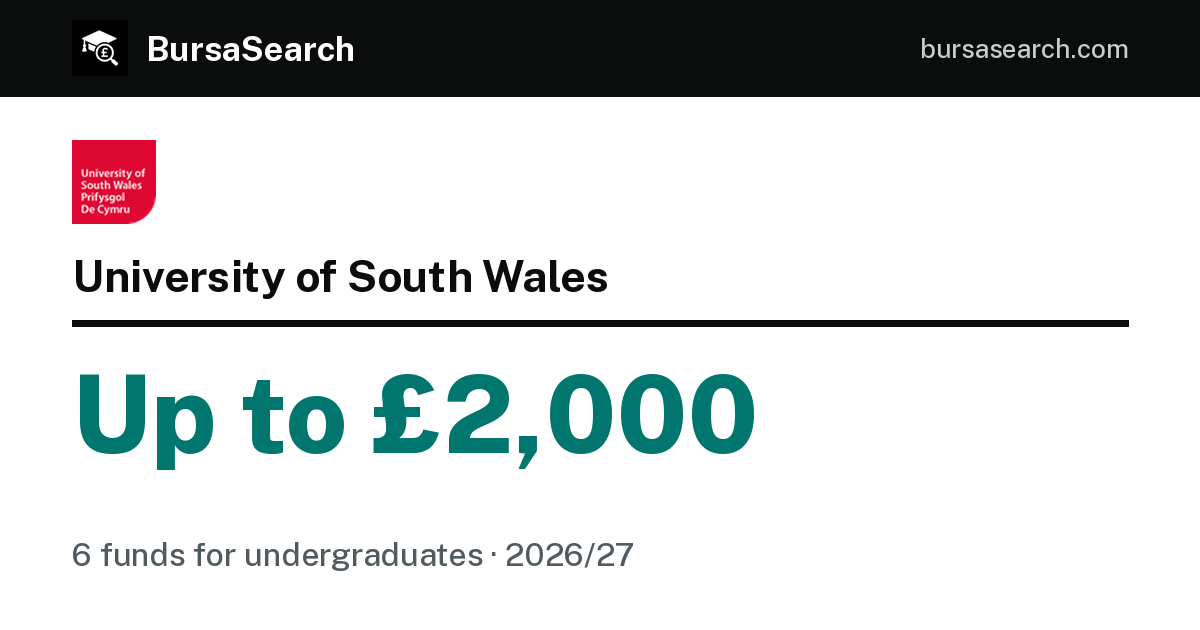 £
BursaSearch
bursasearch.com
University of
South Wales
Prifysgol
De Cymru
University of South Wales
Up to £2,000
6 funds for undergraduates · 2026/27